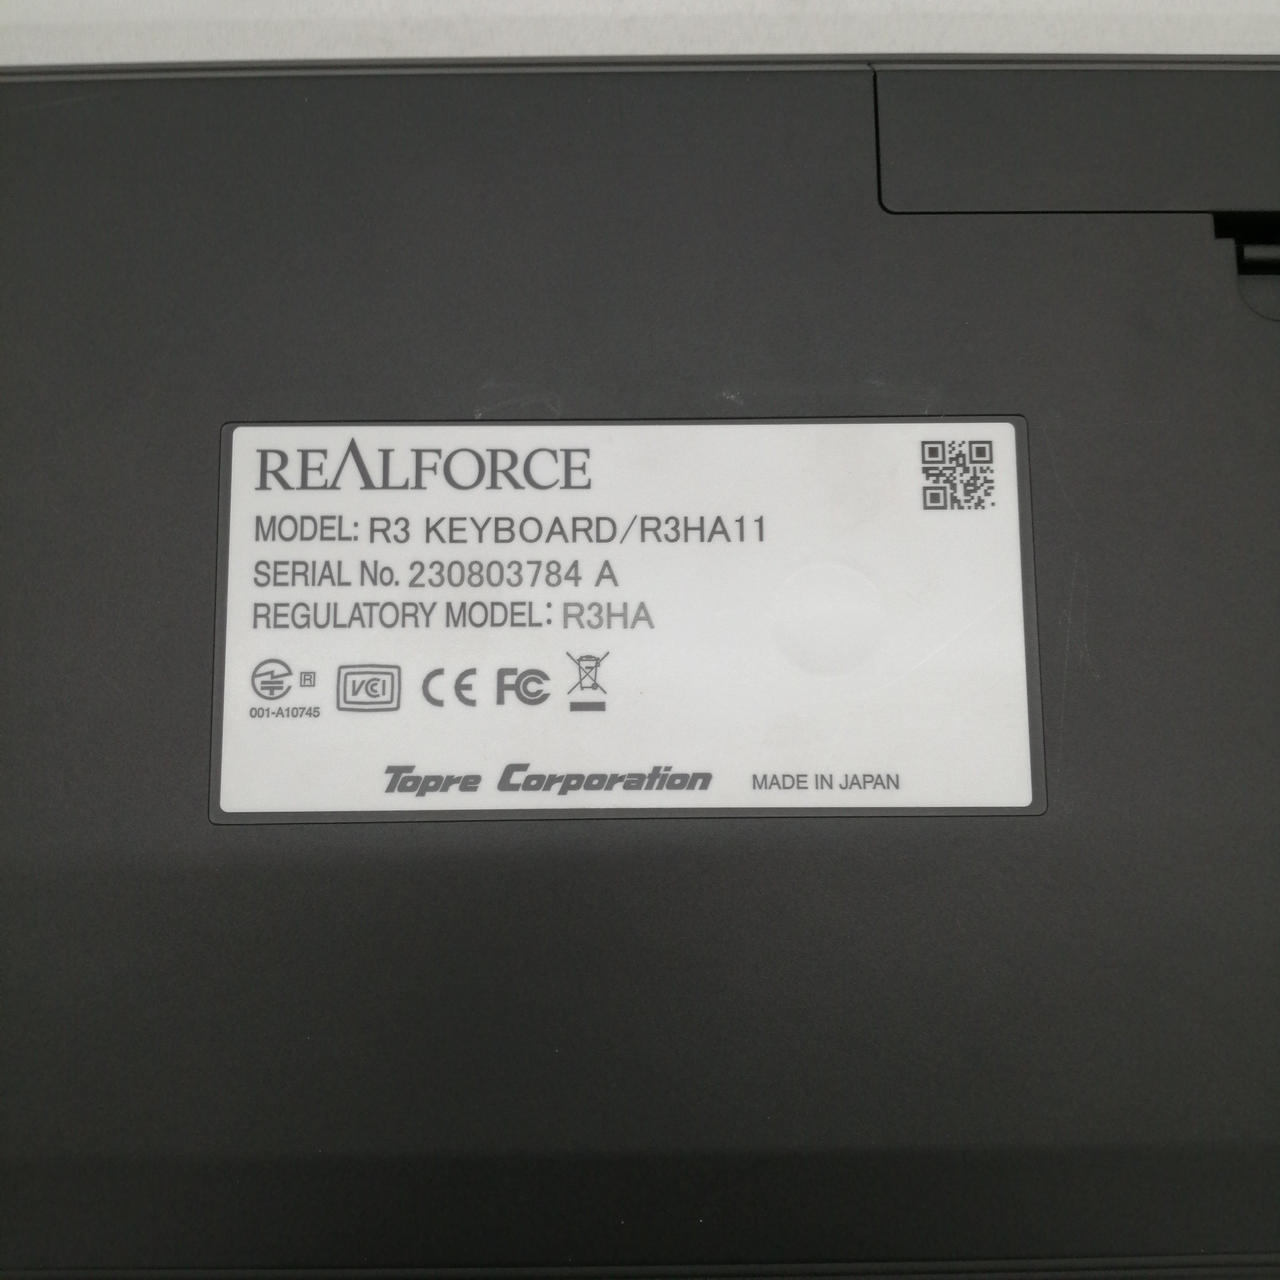 REALFORCE
MODEL: R3 KEYBOARD/R3HA11
SERIAL No. 230803784 A
REGULATORY MODEL: R3HA
R VCI CE FC
001-A10745
Topre Corporation MADE IN JAPAN